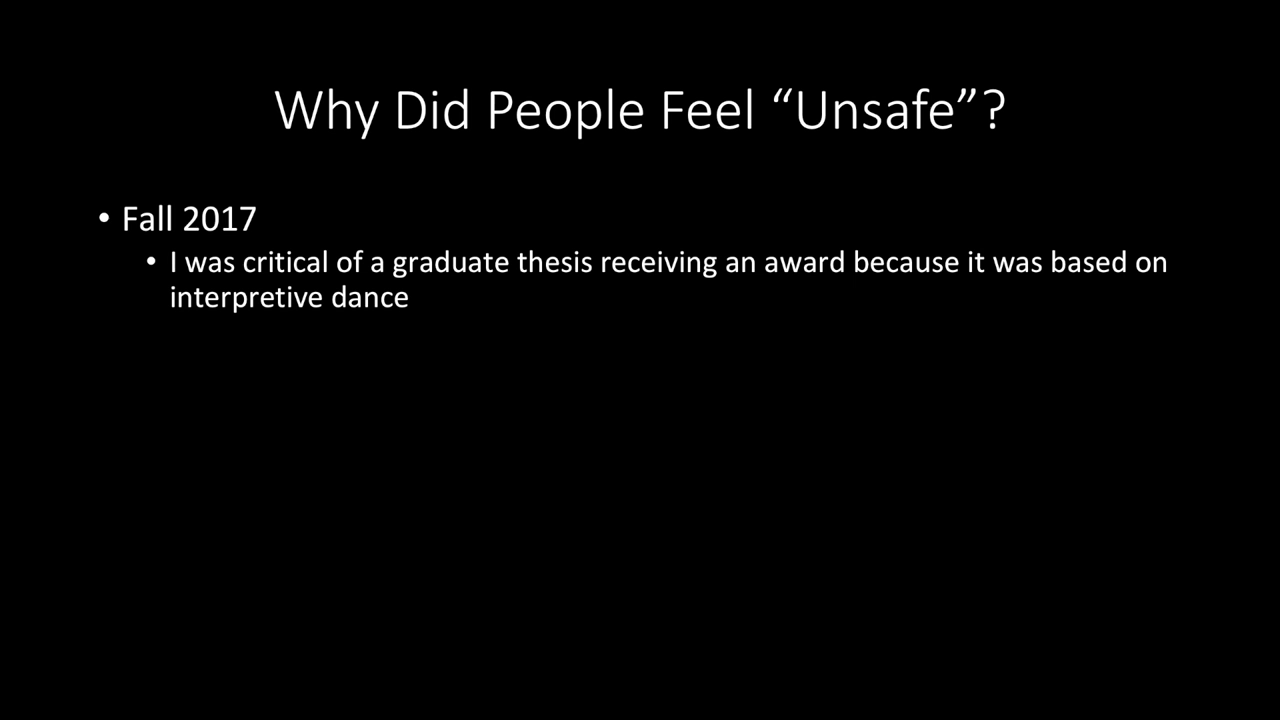 Why Did People Feel “Unsafe”?
• Fall 2017
• I was critical of a graduate thesis receiving an award because it was based on
interpretive dance